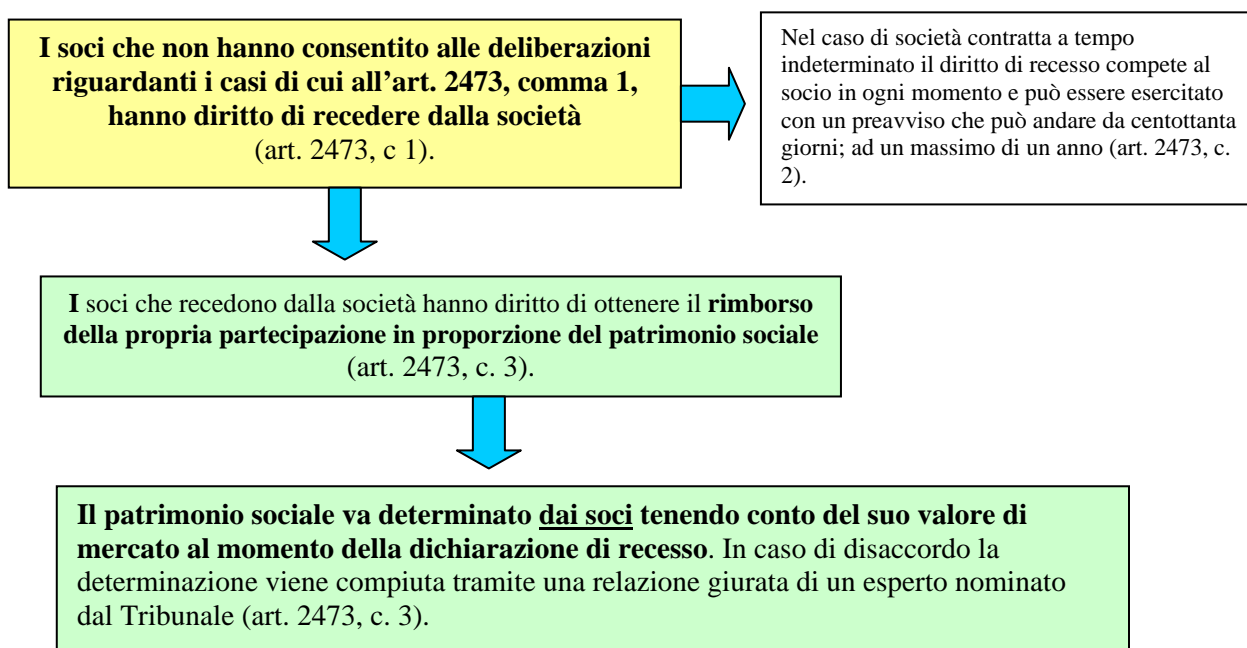 I soci che non hanno consentito alle deliberazioni
riguardanti i casi di cui all'art. 2473, comma 1,
hanno diritto di recedere dalla società
(art. 2473, c 1).
Nel caso di società contratta a tempo
indeterminato il diritto di recesso compete al
socio in ogni momento e può essere esercitato
con un preavviso che può andare da centottanta
giorni; ad un massimo di un anno (art. 2473, c.
2).
I soci che recedono dalla società hanno diritto di ottenere il rimborso
della propria partecipazione in proporzione del patrimonio sociale
(art. 2473, c. 3).
Il patrimonio sociale va determinato dai soci tenendo conto del suo valore di
mercato al momento della dichiarazione di recesso. In caso di disaccordo la
determinazione viene compiuta tramite una relazione giurata di un esperto nominato
dal Tribunale (art. 2473, c. 3).